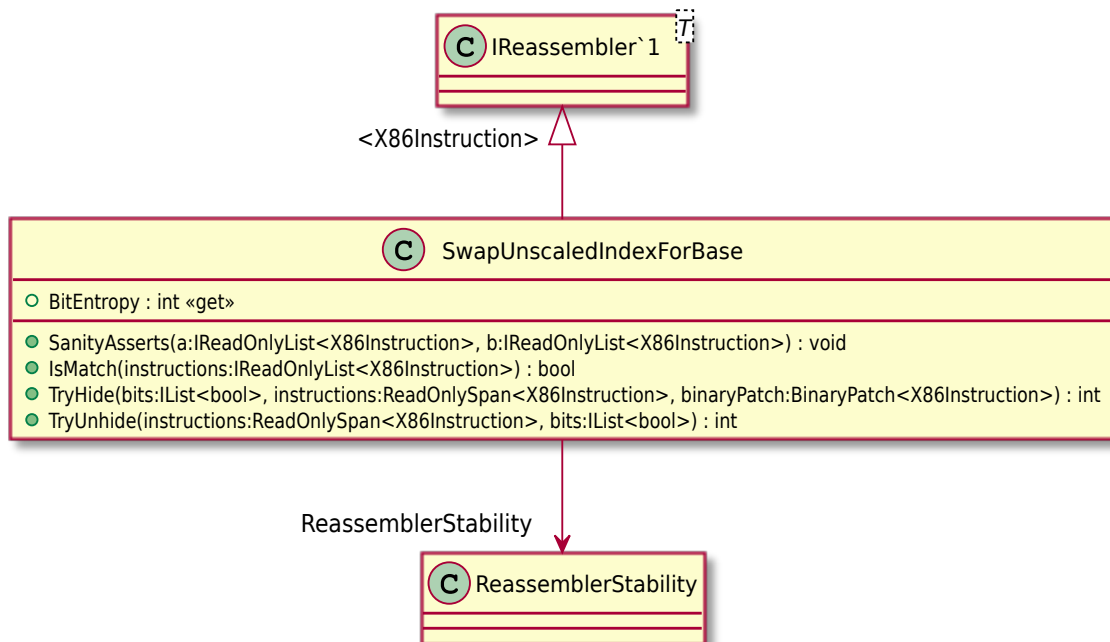 T
C IReassembler`1
<X86Instruction>
C SwapUnscaledIndexForBase
BitEntropy : int «get»
SanityAsserts(a:IReadOnlyList<X86Instruction>, b:IReadOnlyList<X86Instruction>) : void
IsMatch(instructions:IReadOnlyList<X86Instruction>) : bool
TryHide(bits:IList<bool>, instructions:ReadOnlySpan<X86Instruction>, binaryPatch:BinaryPatch<X86Instruction>) : int
TryUnhide(instructions:ReadOnlySpan<X86Instruction>, bits:IList<bool>) : int
ReassemblerStability
C ReassemblerStability